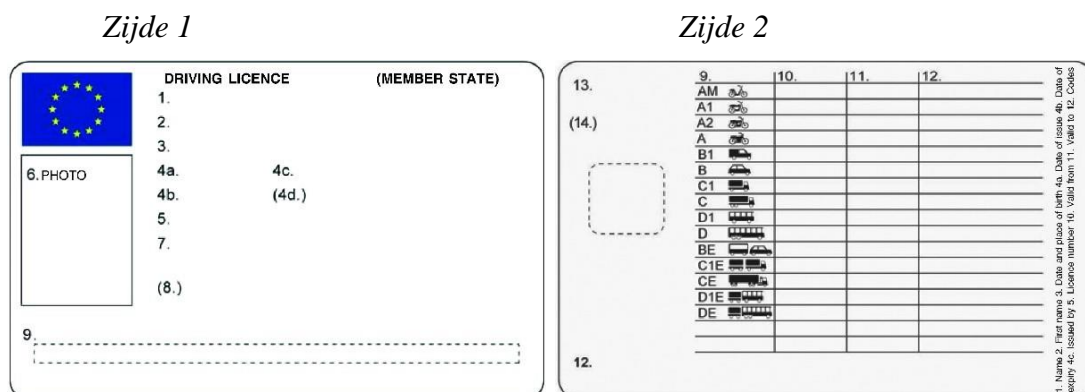 Zijde 1
DRIVING LICENCE (MEMBER STATE)
1.
2.
3.
4a. 4c.
4b. (4d.)
5.
7.
(8.)
6.PHOTO
9.
Zijde 2
13.
(14.)
9. 10. 11. 12.
AM
A1
A2
A
B1
B
C1
C
D1
D
BE
C1E
CE
D1E
DE
12.
1. Name 2. First name 3. Date and place of birth 4a. Date of issue 4b. Date of
expiry 4c. Issued by 5. Licence number 10. Valid from 11. Valid to 12. Codes